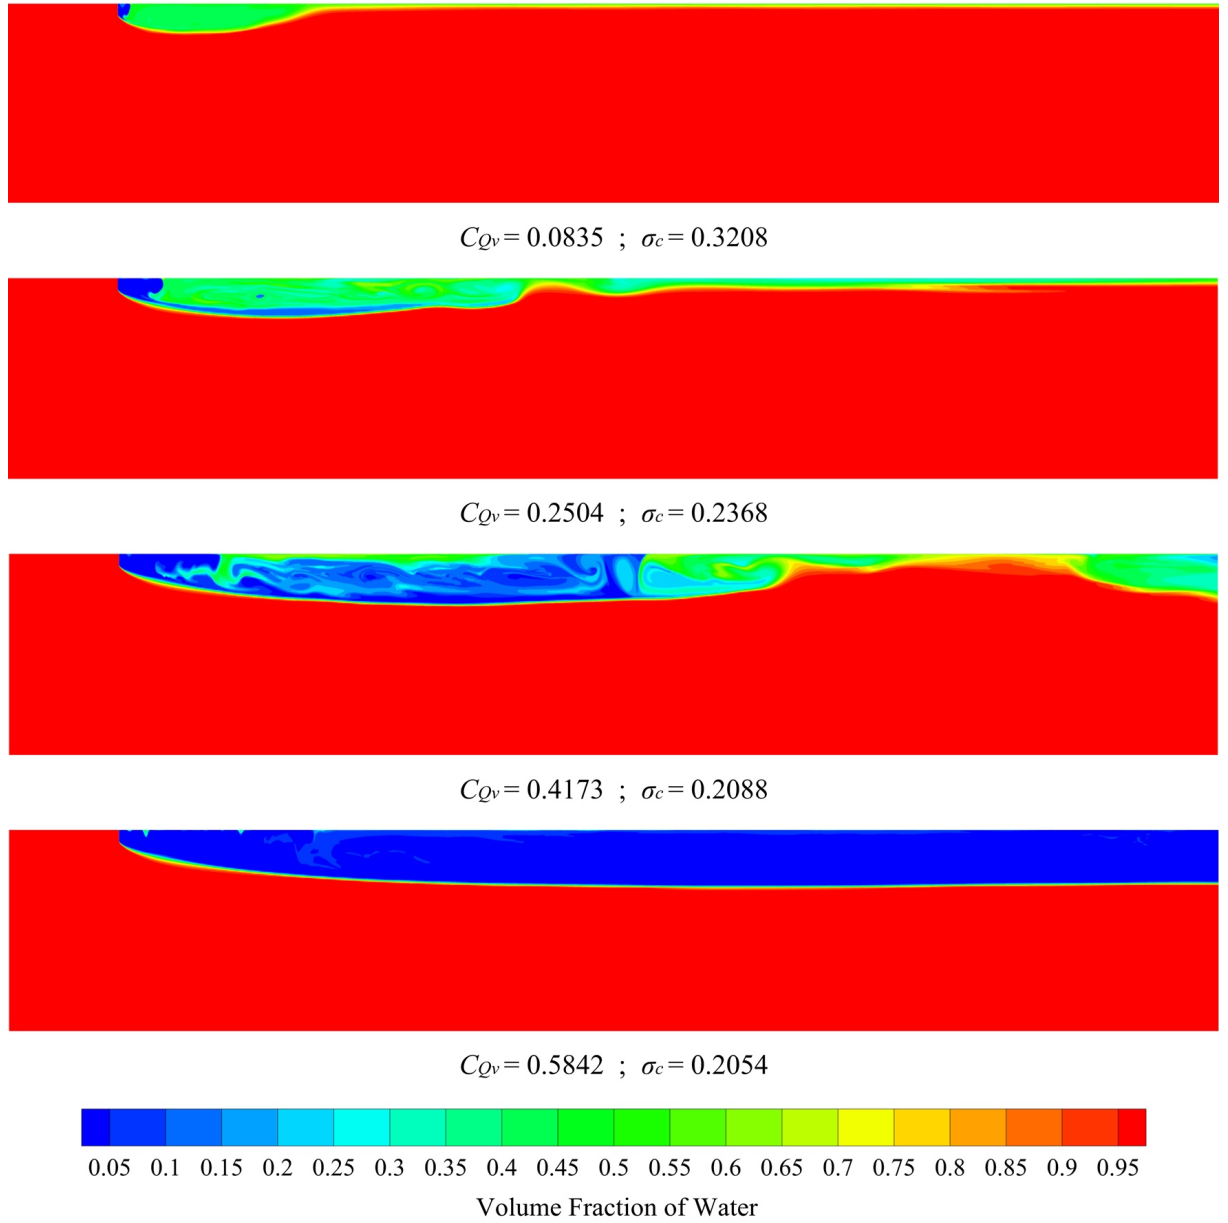 CQv = 0.0835 ; σc = 0.3208
CQv = 0.2504 ; σc = 0.2368
CQv = 0.4173 ; σc = 0.2088
CQv = 0.5842 ; σc = 0.2054
0.05 0.1 0.15 0.2 0.25 0.3 0.35 0.4 0.45 0.5 0.55 0.6 0.65 0.7 0.75 0.8 0.85 0.9 0.95
Volume Fraction of Water